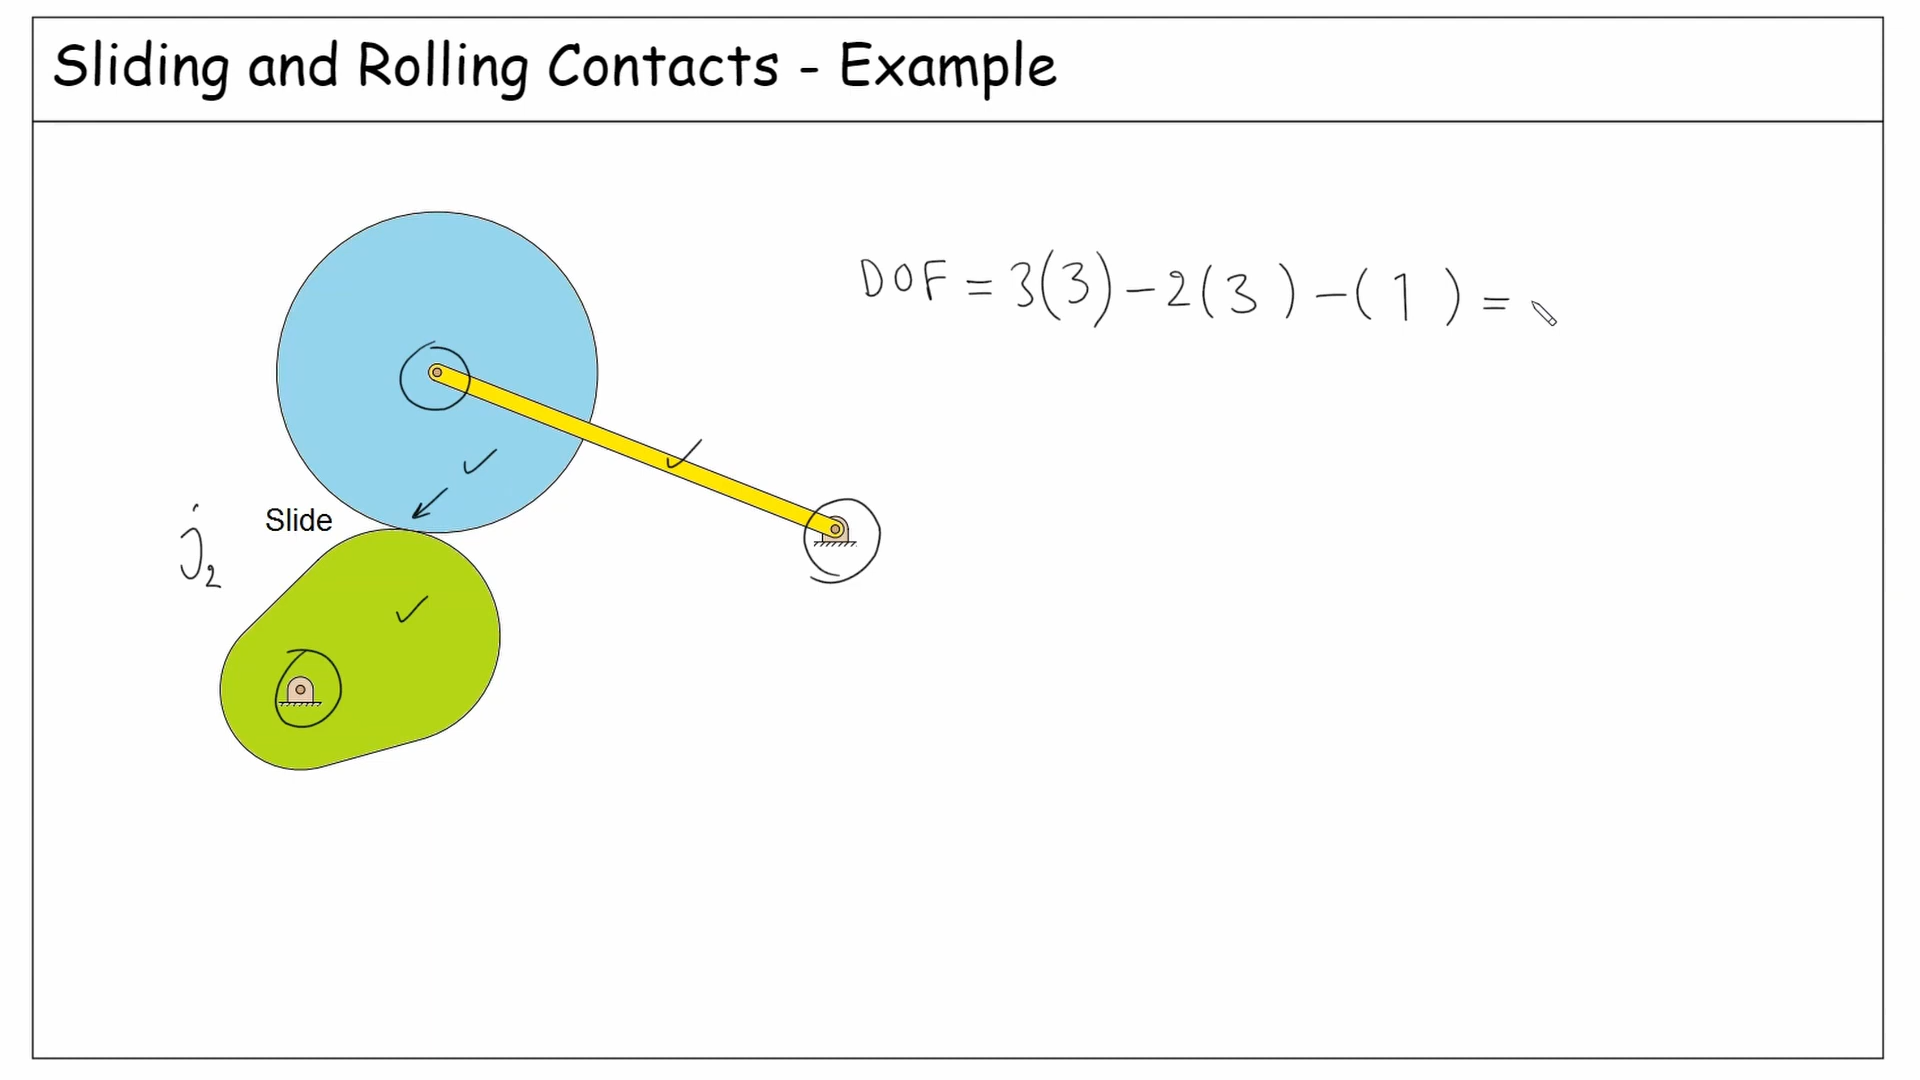 Sliding and Rolling Contacts - Example
DOF = 3(3) - 2(3) - (1) =
Slide
j₂